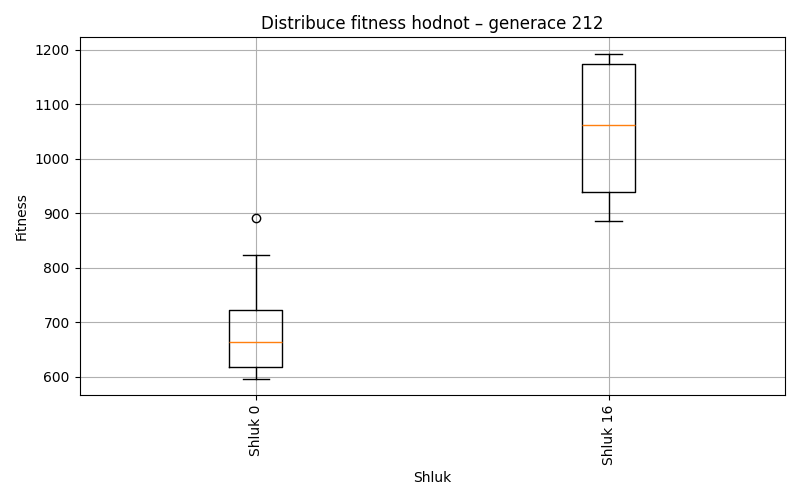 Distribuce fitness hodnot – generace 212
1200
1100
1000
900
800
700
600
Fitness
Shluk 0
Shluk 16
Shluk